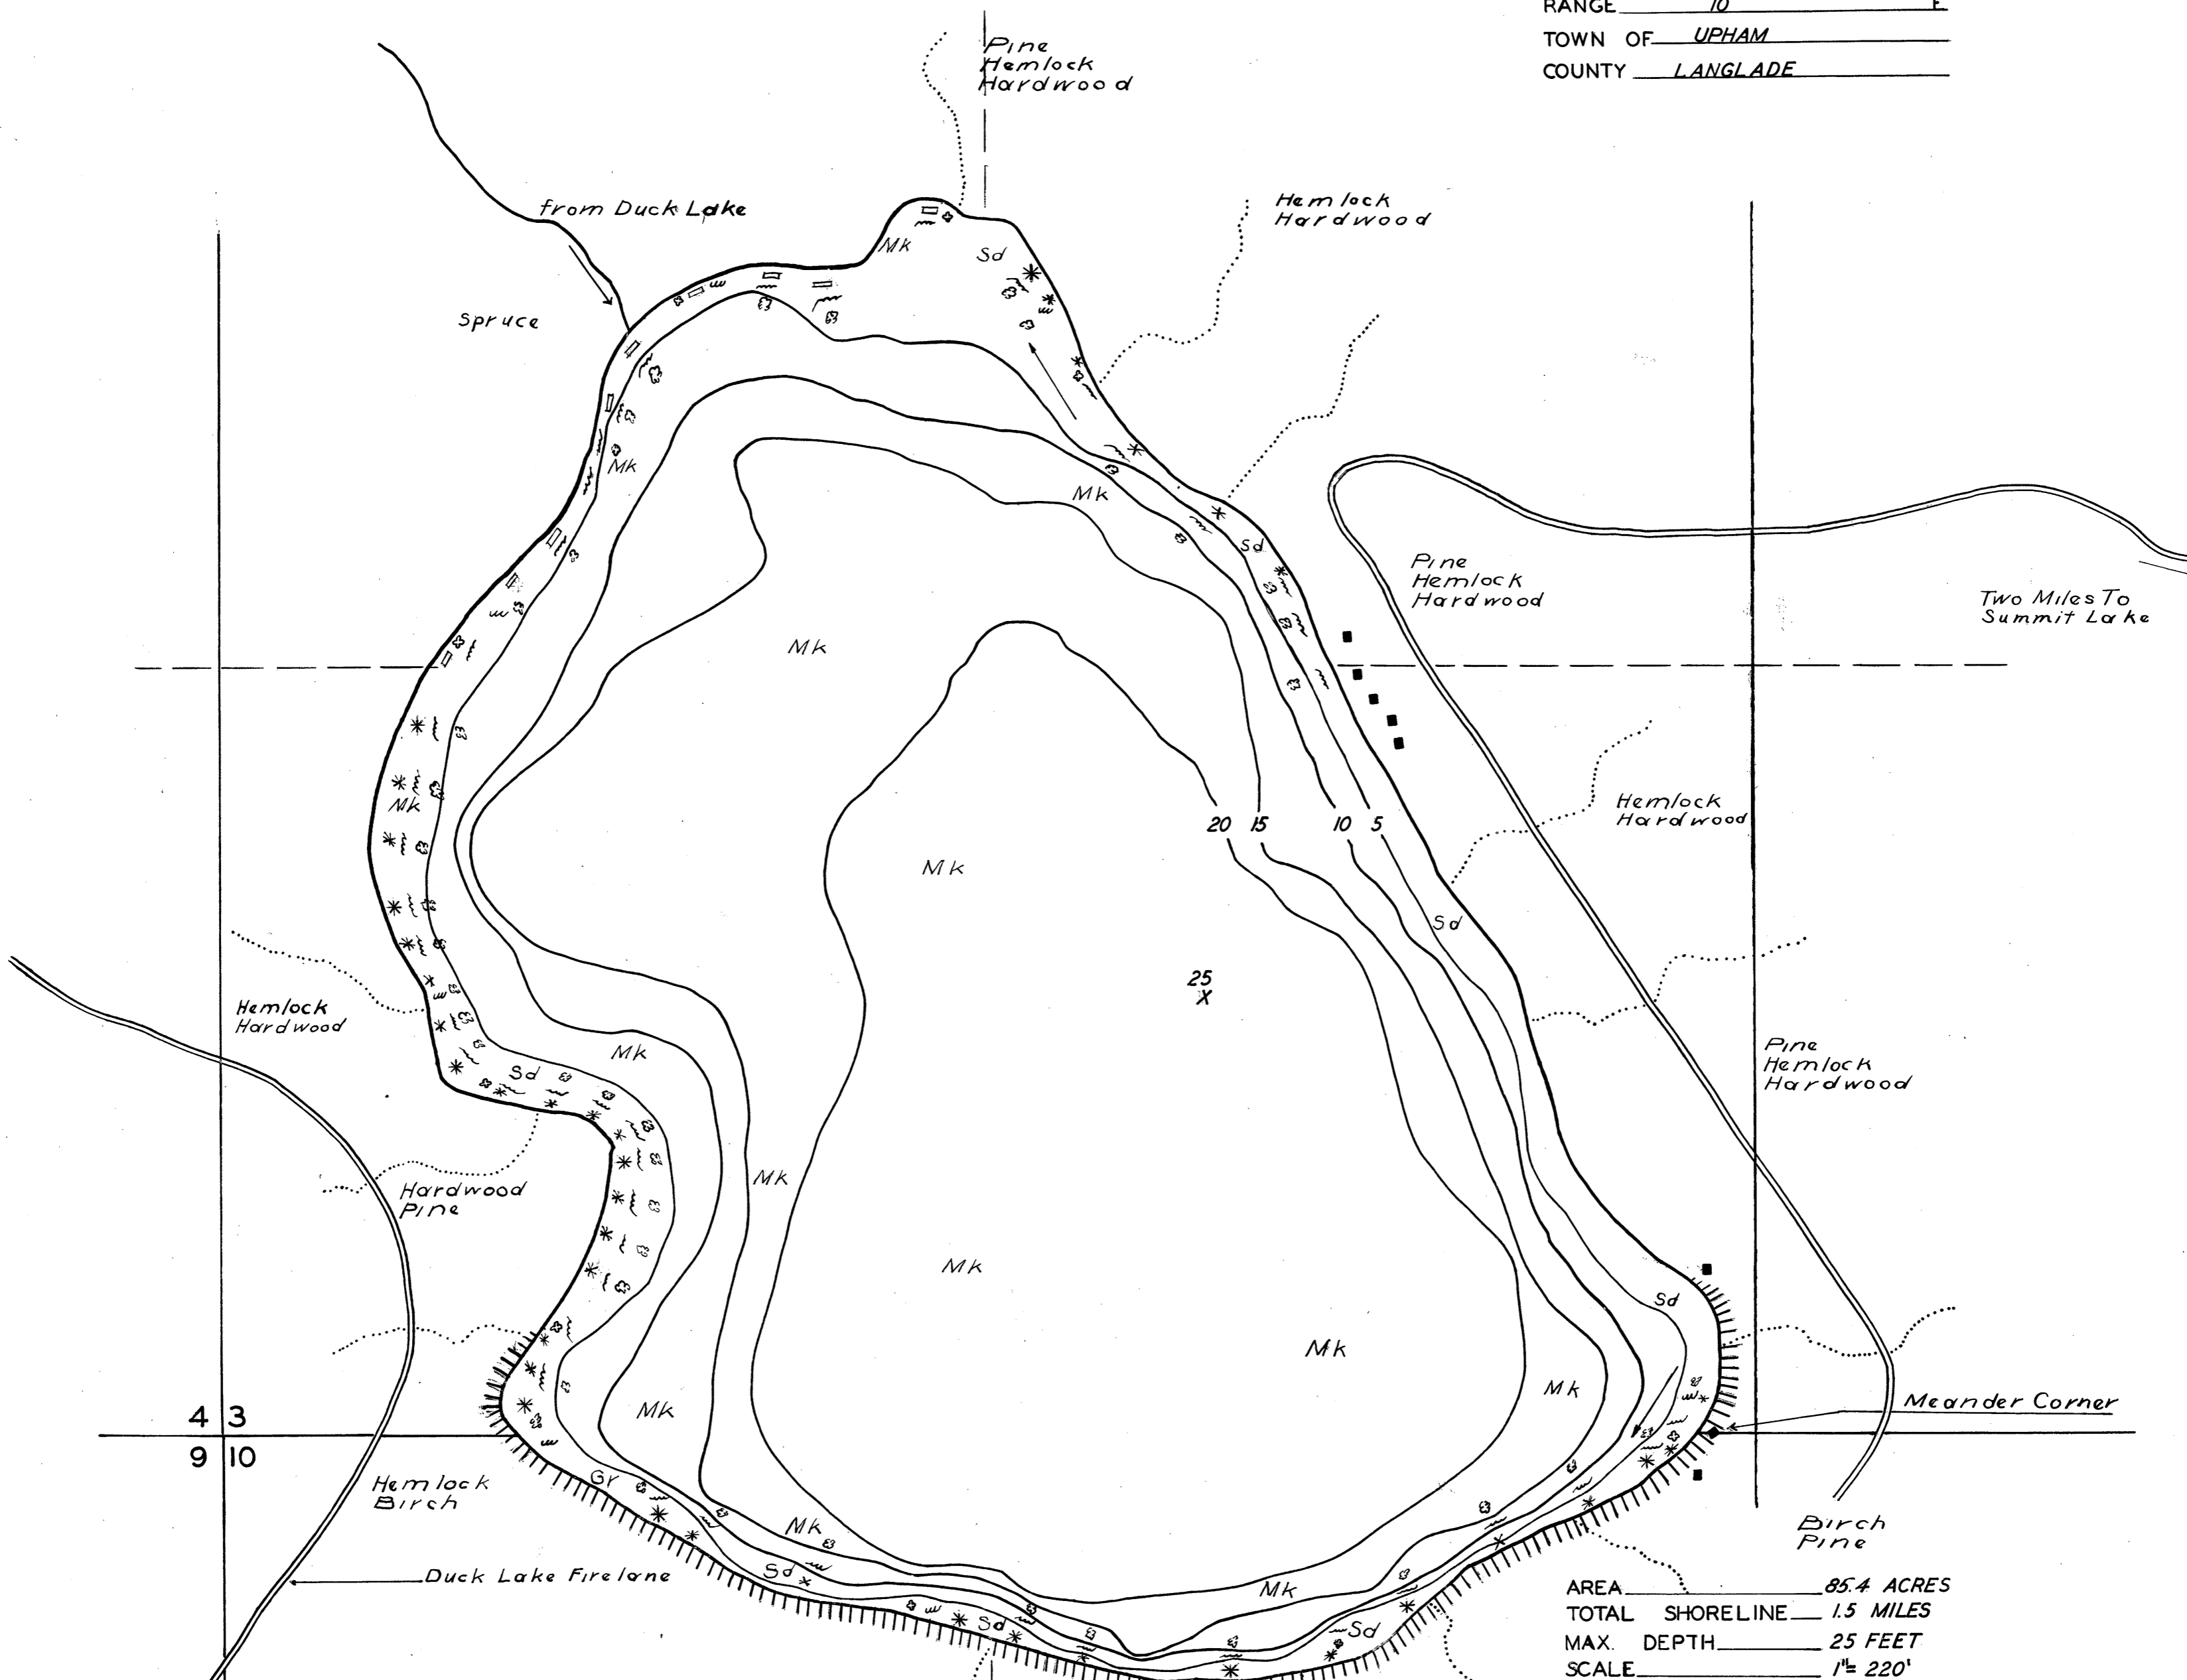 RANGE 10 E
TOWN OF UPHAM
COUNTY LANGLADE
Pine
Hemlock
Hardwood
from Duck Lake
Hemlock
Hardwood
Mk
Sd
Spruce
Mk
Mk
Sd
Pine
Hemlock
Hardwood
Two Miles To
Summit Lake
Mk
Mk
Hemlock
Hardwood
20 15 10 5
Mk
Sd
25
X
Hemlock
Hardwood
Mk
Sd
Pine
Hemlock
Hardwood
Mk
Hardwood
Pine
Mk
Sd
Mk
Mk
Mk
Meander Corner
4 3
9 10
Gr
Hemlock
Birch
Mk
Birch
Pine
Duck Lake Firelane
Sd
Mk
Sd
Sd
AREA 85.4 ACRES
TOTAL SHORELINE 1.5 MILES
MAX. DEPTH 25 FEET
SCALE 1"= 220'